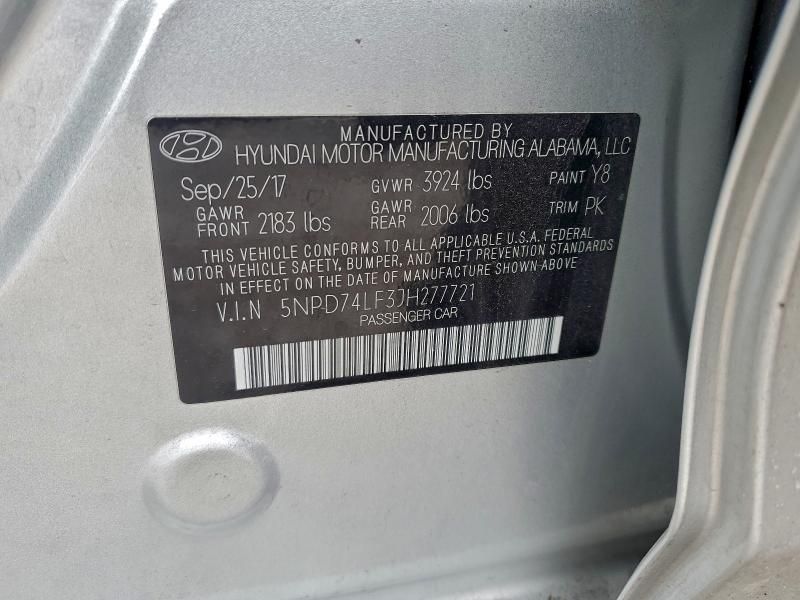 MANUFACTURED BY
HYUNDAI MOTOR MANUFACTURING ALABAMA, LLC
Sep/25/17 GVWR 3924 lbs PAINT Y8
GAWR FRONT 2183 lbs GAWR REAR 2006 lbs TRIM PK
THIS VEHICLE CONFORMS TO ALL APPLICABLE U.S.A. FEDERAL
MOTOR VEHICLE SAFETY, BUMPER, AND THEFT PREVENTION STANDARDS
IN EFFECT ON THE DATE OF MANUFACTURE SHOWN ABOVE.
V.I.N 5NPD74LF3JH277721
PASSENGER CAR